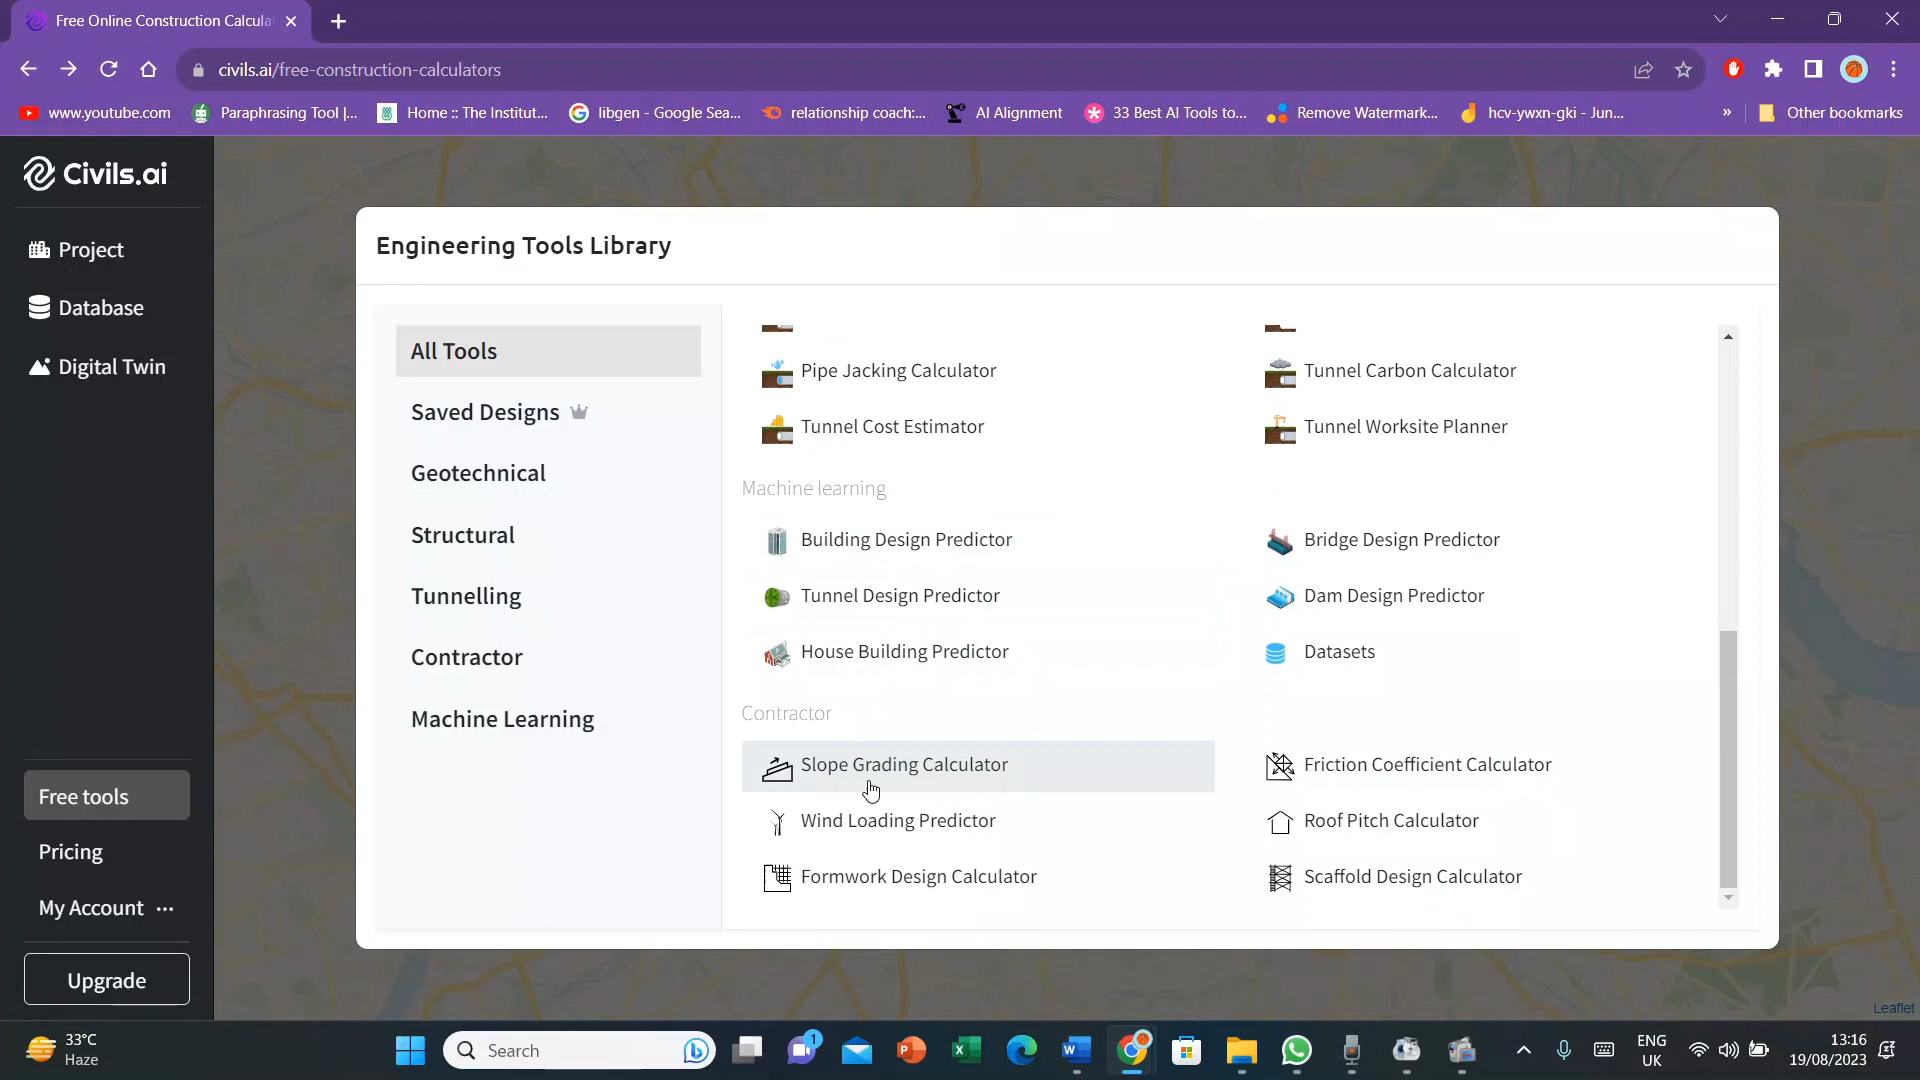 Free Online Construction Calcula
civils.ai/free-construction-calculators
www.youtube.com
Paraphrasing Tool |...
Home :: The Institut...
libgen - Google Sea...
relationship coach:...
AI Alignment
33 Best AI Tools to...
Remove Watermark...
hcv-ywxn-gki - Jun...
»
Other bookmarks
Civils.ai
Project
Database
Digital Twin
Free tools
Pricing
My Account ...
Upgrade
Engineering Tools Library
All Tools
Saved Designs
Geotechnical
Structural
Tunnelling
Contractor
Machine Learning
Pipe Jacking Calculator
Tunnel Carbon Calculator
Tunnel Cost Estimator
Tunnel Worksite Planner
Machine learning
Building Design Predictor
Bridge Design Predictor
Tunnel Design Predictor
Dam Design Predictor
House Building Predictor
Datasets
Contractor
Slope Grading Calculator
Friction Coefficient Calculator
Wind Loading Predictor
Roof Pitch Calculator
Formwork Design Calculator
Scaffold Design Calculator
Leaflet
33°C
Haze
Search
1
ENG
UK
13:16
19/08/2023